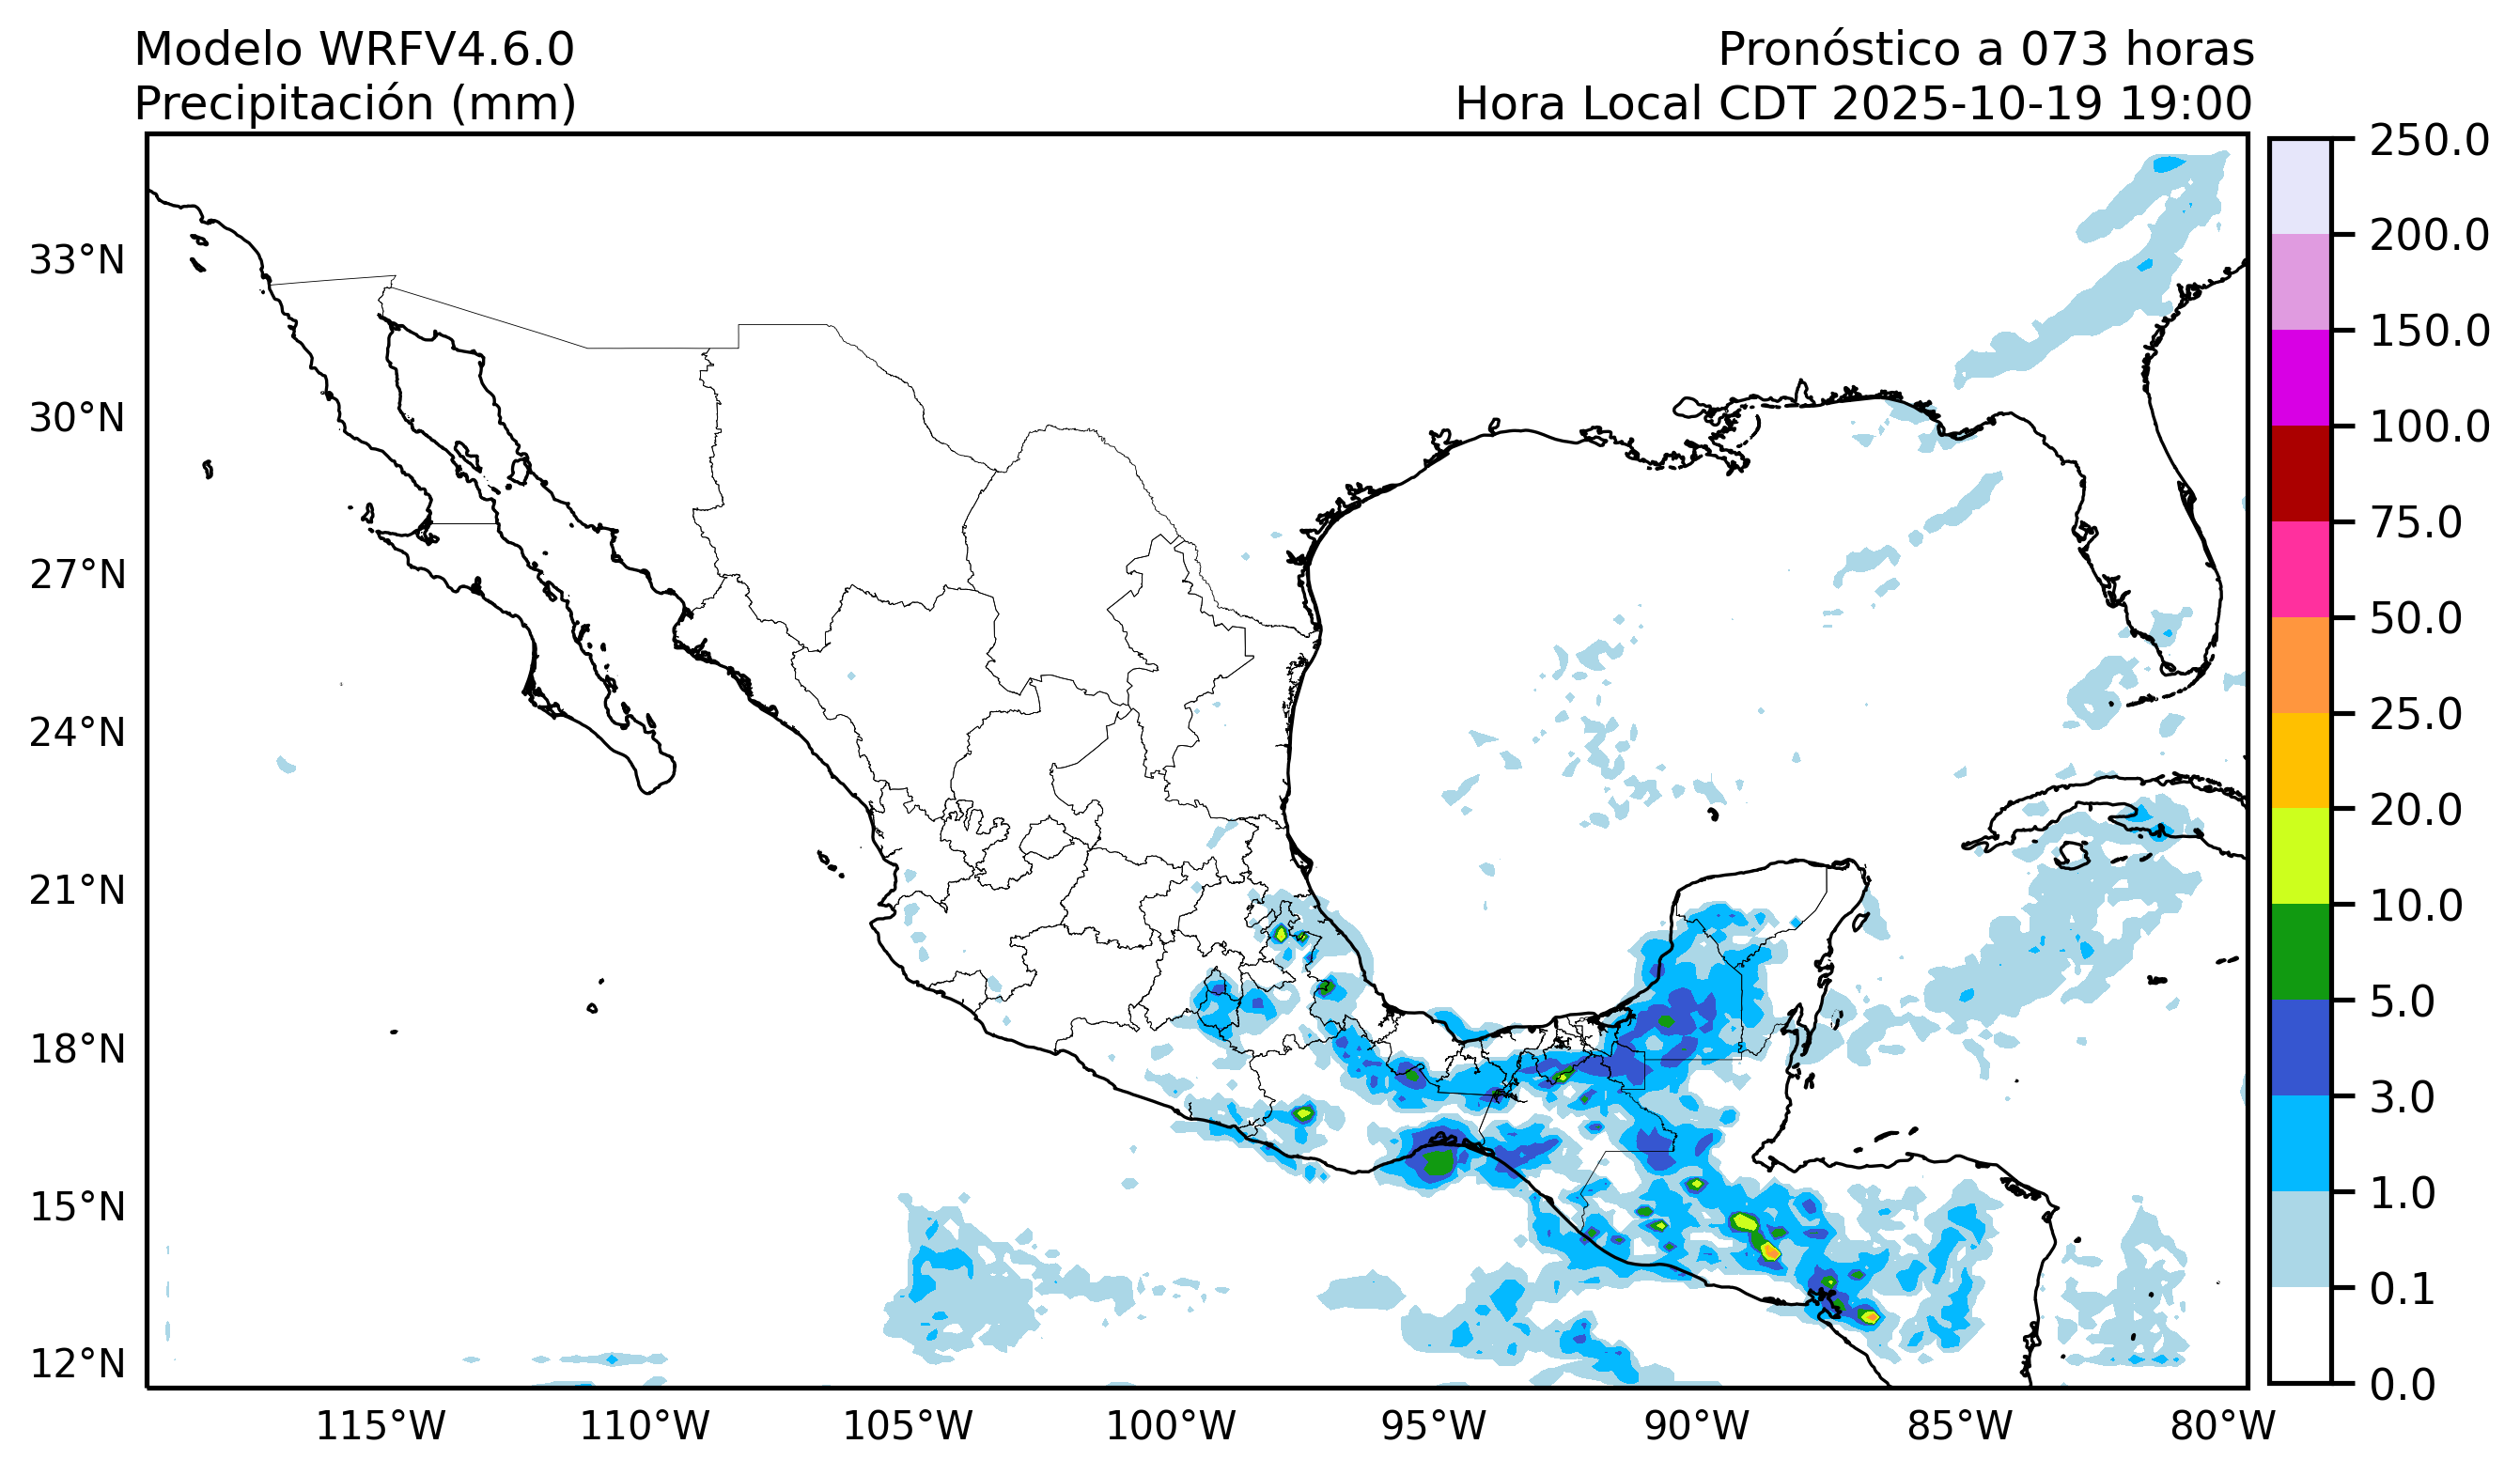 Modelo WRFV4.6.0
Precipitación (mm)
Pronóstico a 073 horas
Hora Local CDT 2025-10-19 19:00
33°N
30°N
27°N
24°N
21°N
18°N
15°N
12°N
115°W
110°W
105°W
100°W
95°W
90°W
85°W
80°W
250.0
200.0
150.0
100.0
75.0
50.0
25.0
20.0
10.0
5.0
3.0
1.0
0.1
0.0